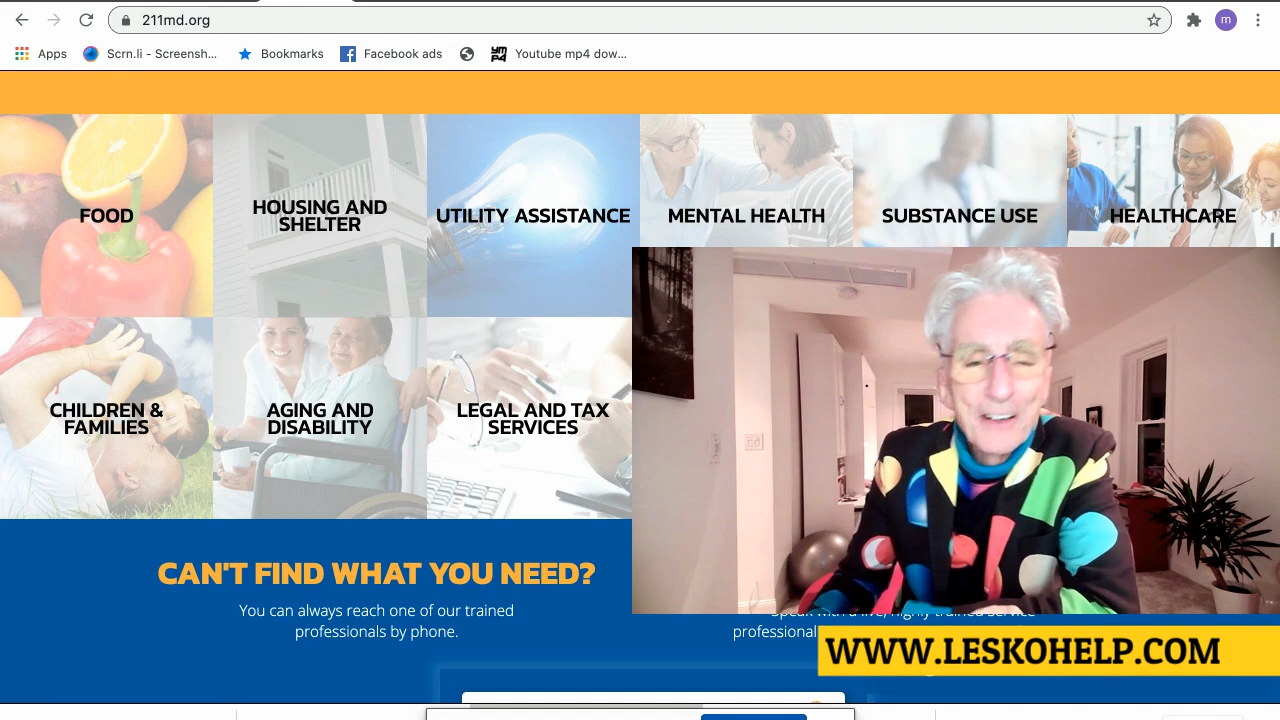 211md.org
m
Apps
Scrn.li - Screensh...
Bookmarks
Facebook ads
Youtube mp4 dow...
FOOD
HOUSING AND
SHELTER
UTILITY ASSISTANCE
MENTAL HEALTH
SUBSTANCE USE
HEALTHCARE
CHILDREN &
FAMILIES
AGING AND
DISABILITY
LEGAL AND TAX
SERVICES
CAN'T FIND WHAT YOU NEED?
You can always reach one of our trained
professionals by phone.
professional
WWW.LESKOHELP.COM